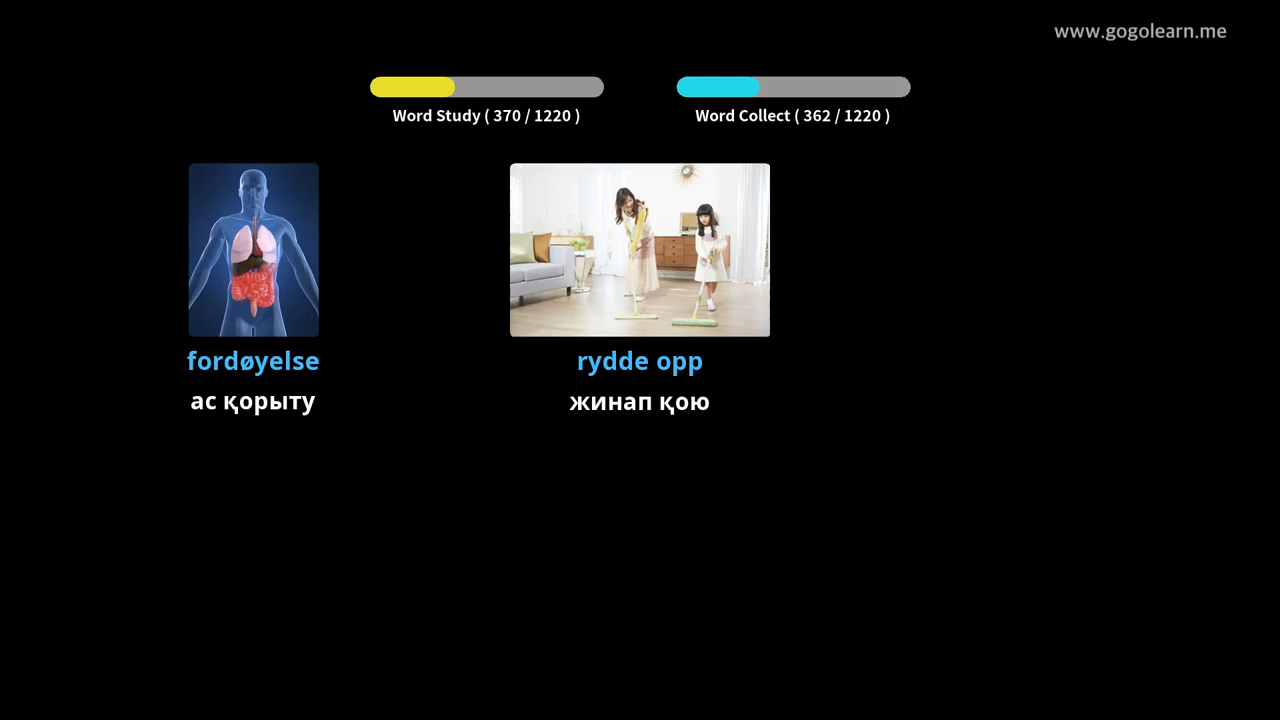 www.gogolearn.me
Word Study ( 370 / 1220 )
Word Collect ( 362 / 1220 )
fordøyelse
ас қорыту
rydde opp
жинап қою